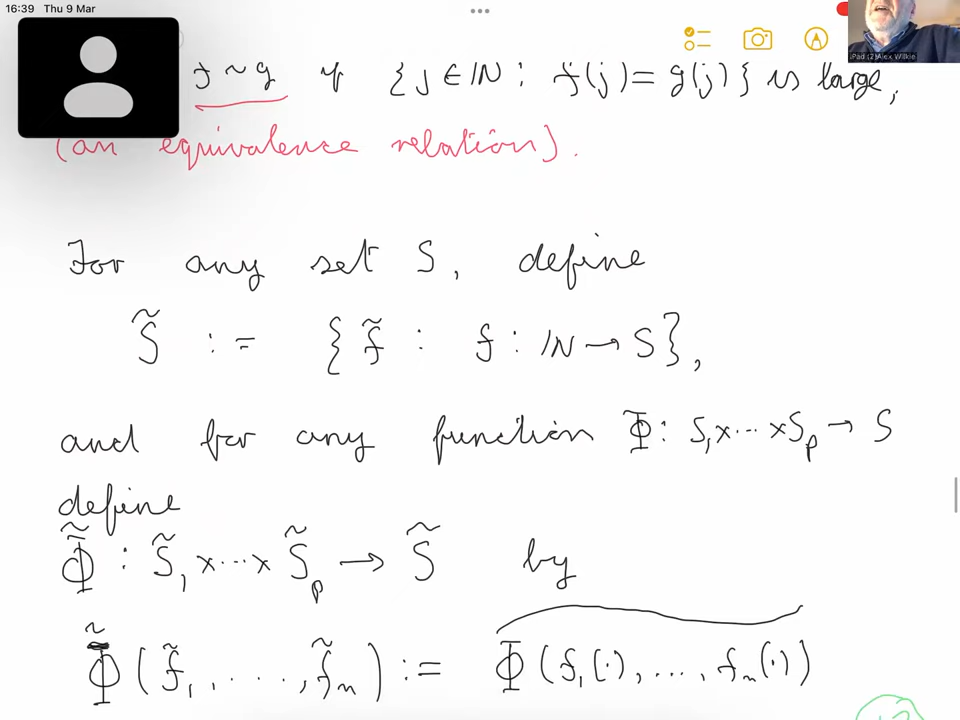 16:39 Thu 9 Mar
iPad (2) Alex Wilkie
f ~ g if { j ∈ ℕ : f(j) = g(j) } is large,
(an equivalence relation).
For any set S, define
S̃ := { f̃ : f : ℕ → S },
and for any function Φ : S₁ × ⋯ × Sₚ → S
define
Φ̃ : S̃₁ × ⋯ × S̃ₚ → S̃ by
Φ̃ ( f̃₁, . . . . , f̃ₙ ) := Φ ( f₁(·), . . . , fₙ(·) )~